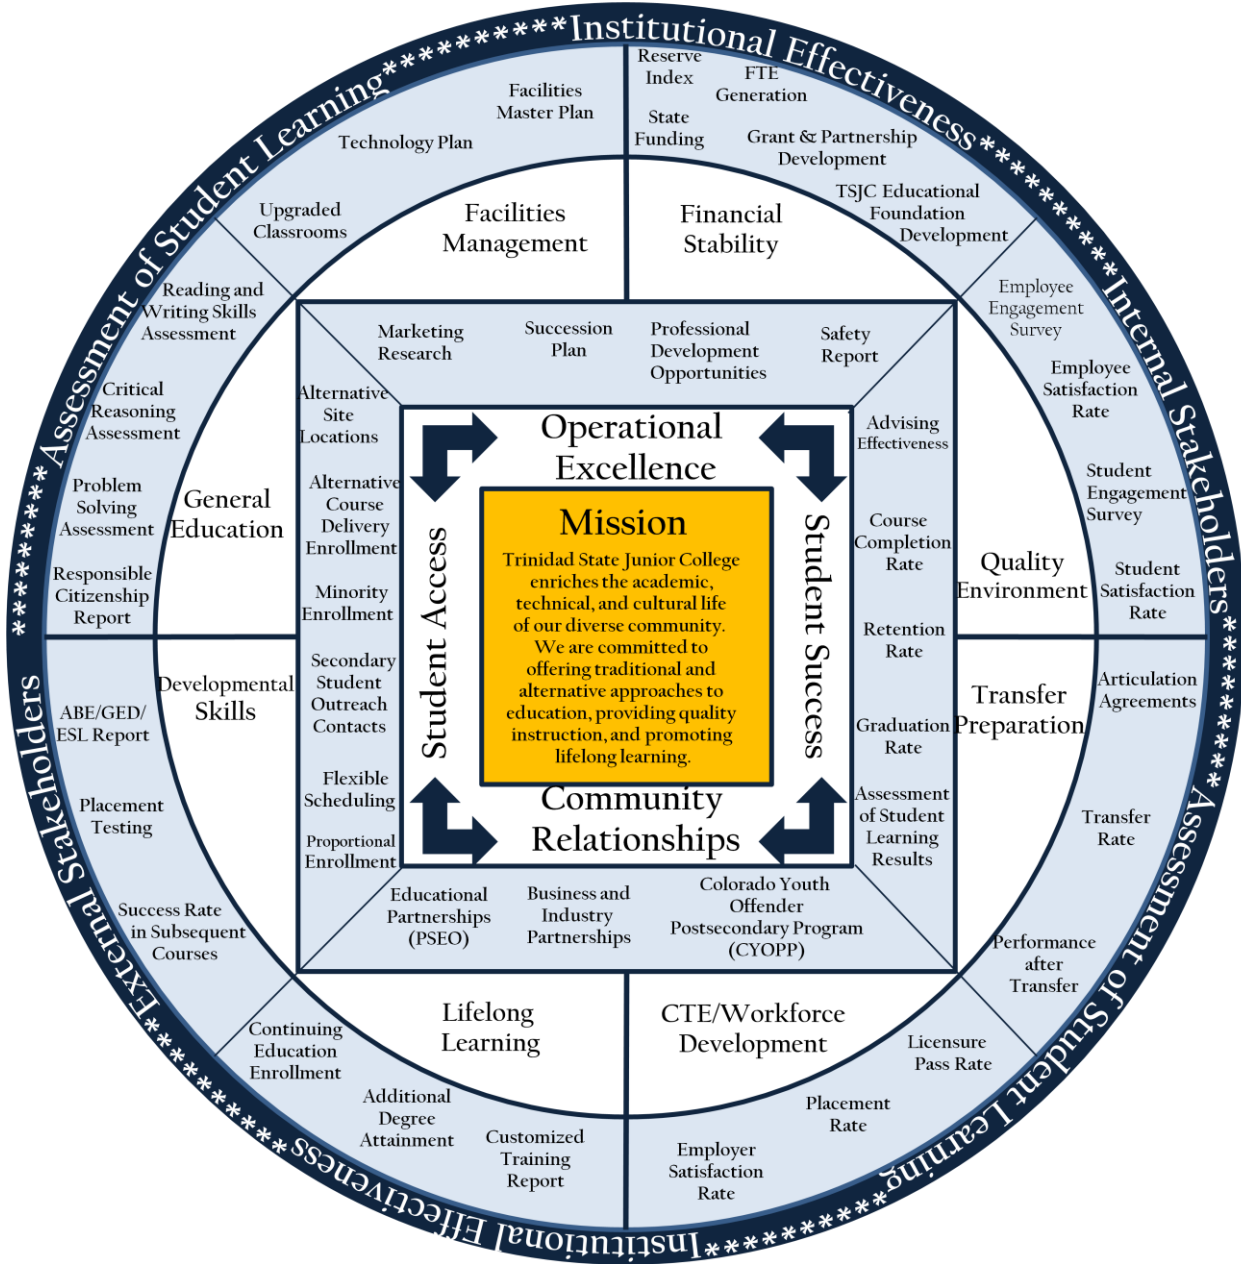 *********Assessment of Student Learning**********Institutional Effectiveness**********Internal Stakeholders********** Assessment of Student Learning***********Institutional Effectiveness***********External Stakeholders
Facilities
Master Plan
Technology Plan
Upgraded
Classrooms
Facilities
Management
Reserve
Index
FTE
Generation
State
Funding
Grant & Partnership
Development
TSJC Educational
Foundation
Development
Financial
Stability
Employee
Engagement
Survey
Employee
Satisfaction
Rate
Student
Engagement
Survey
Student
Satisfaction
Rate
Quality
Environment
Articulation
Agreements
Transfer
Rate
Performance
after
Transfer
Transfer
Preparation
Licensure
Pass Rate
Placement
Rate
Employer
Satisfaction
Rate
CTE/Workforce
Development
Customized
Training
Report
Additional
Degree
Attainment
Continuing
Education
Enrollment
Lifelong
Learning
Success Rate
in Subsequent
Courses
Placement
Testing
ABE/GED/
ESL Report
Developmental
Skills
Responsible
Citizenship
Report
Problem
Solving
Assessment
Critical
Reasoning
Assessment
Reading and
Writing Skills
Assessment
General
Education
Marketing
Research
Succession
Plan
Professional
Development
Opportunities
Safety
Report
Advising
Effectiveness
Course
Completion
Rate
Retention
Rate
Graduation
Rate
Assessment
of Student
Learning
Results
Colorado Youth
Offender
Postsecondary Program
(CYOPP)
Business and
Industry
Partnerships
Educational
Partnerships
(PSEO)
Alternative
Site
Locations
Alternative
Course
Delivery
Enrollment
Minority
Enrollment
Secondary
Student
Outreach
Contacts
Flexible
Scheduling
Proportional
Enrollment
Operational
Excellence
Student Success
Community
Relationships
Student Access
Mission
Trinidad State Junior College
enriches the academic,
technical, and cultural life
of our diverse community.
We are committed to
offering traditional and
alternative approaches to
education, providing quality
instruction, and promoting
lifelong learning.